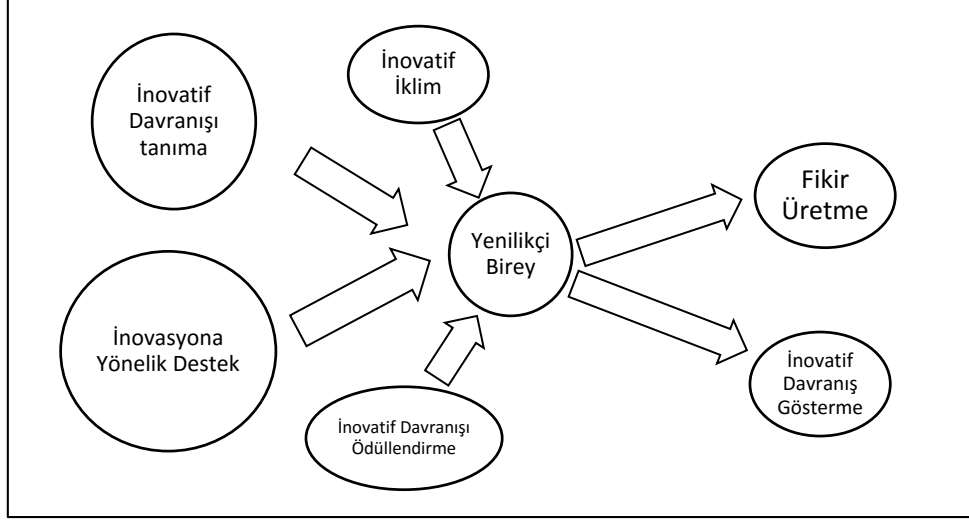 İnovatif
Davranışı
tanıma
İnovatif
İklim
Fikir
Üretme
Yenilikçi
Birey
İnovasyona
Yönelik Destek
İnovatif
Davranış
Gösterme
İnovatif Davranışı
Ödüllendirme